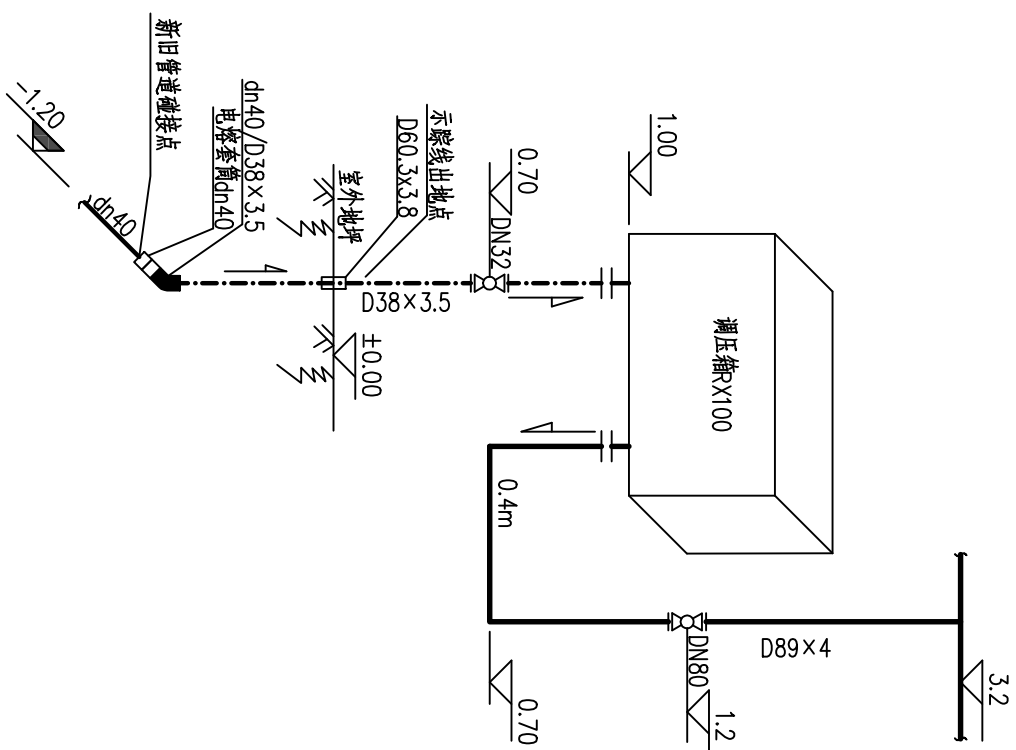 1.00
调压箱RX100
3.2
0.70
DN32
示踪线出地点
D60.3x3.8
D38×3.5
室外地坪
±0.00
dn40/D38×3.5
电熔套筒dn40
新旧管道碰接点
dn40
-1.20
0.4m
D89×4
DN80
1.2
0.70